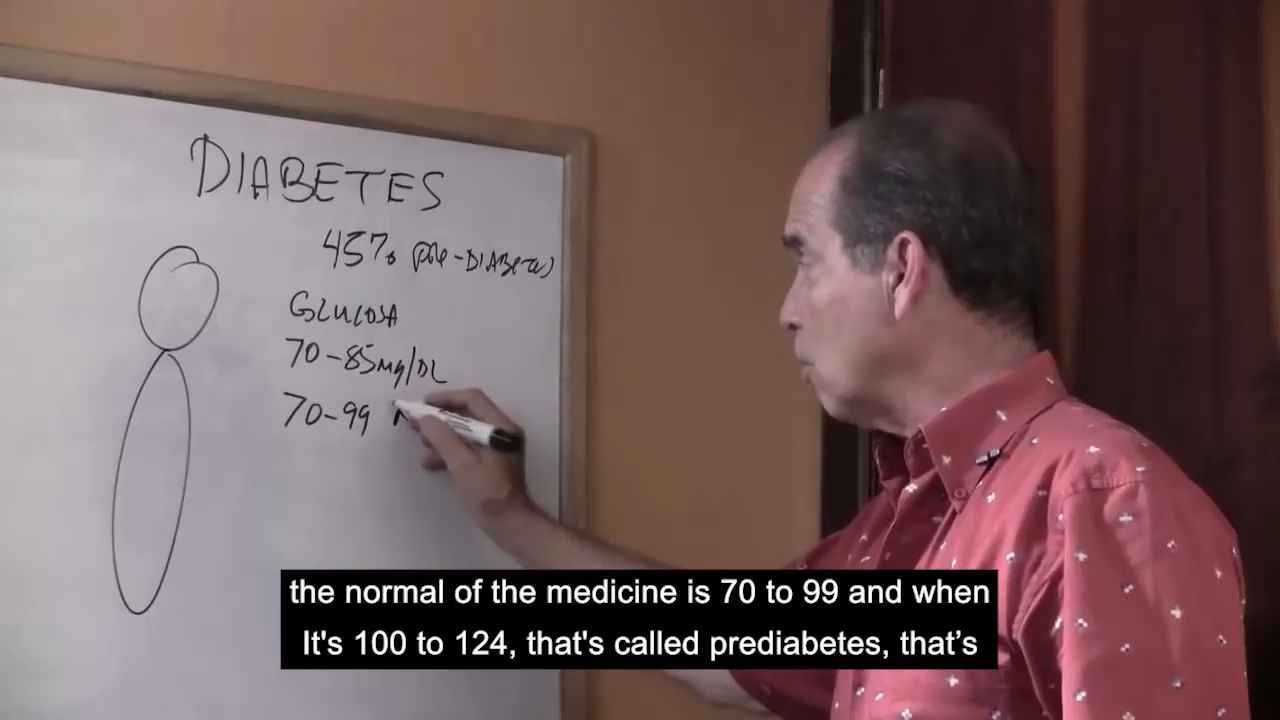 DIABETES
45% PRE-DIABETES
GLUCOSA
70-85mg/DL
70-99
the normal of the medicine is 70 to 99 and when
It's 100 to 124, that's called prediabetes, that’s